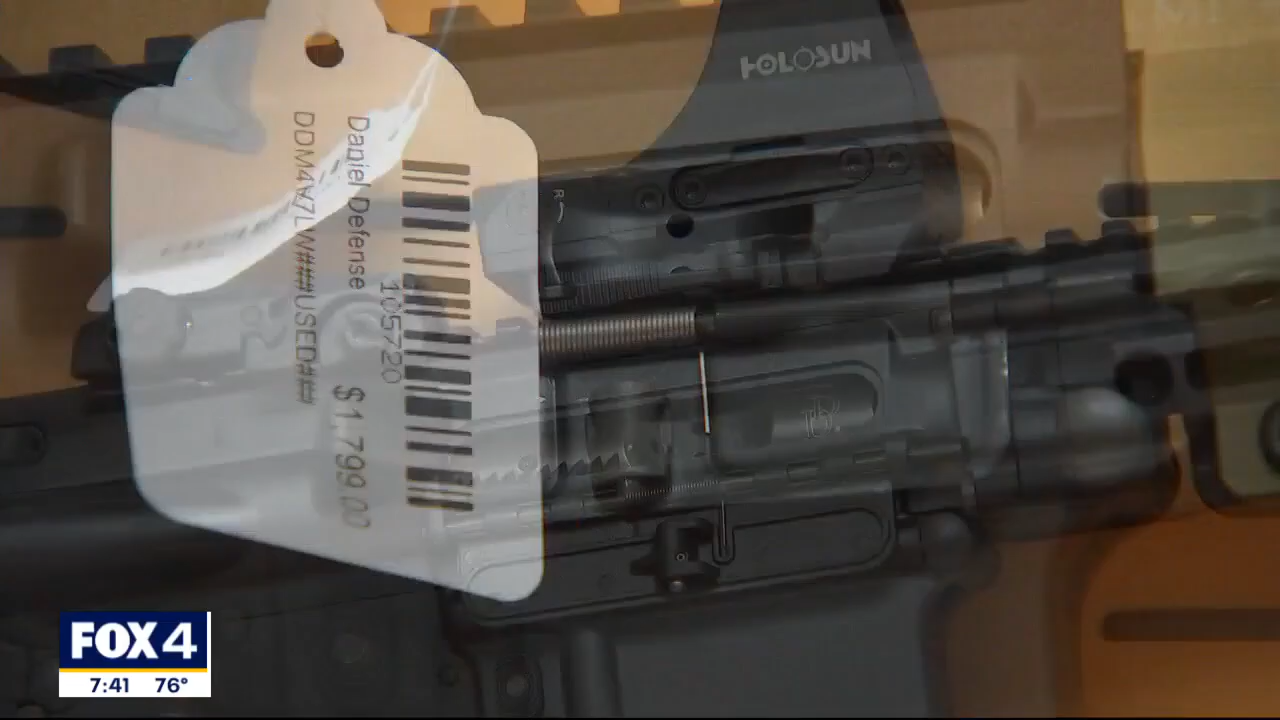 HOLOSUN
R
Daniel Defense
DDM4V7LW###USED###
105720
$1,799.00
FOX 4
7:41 76°